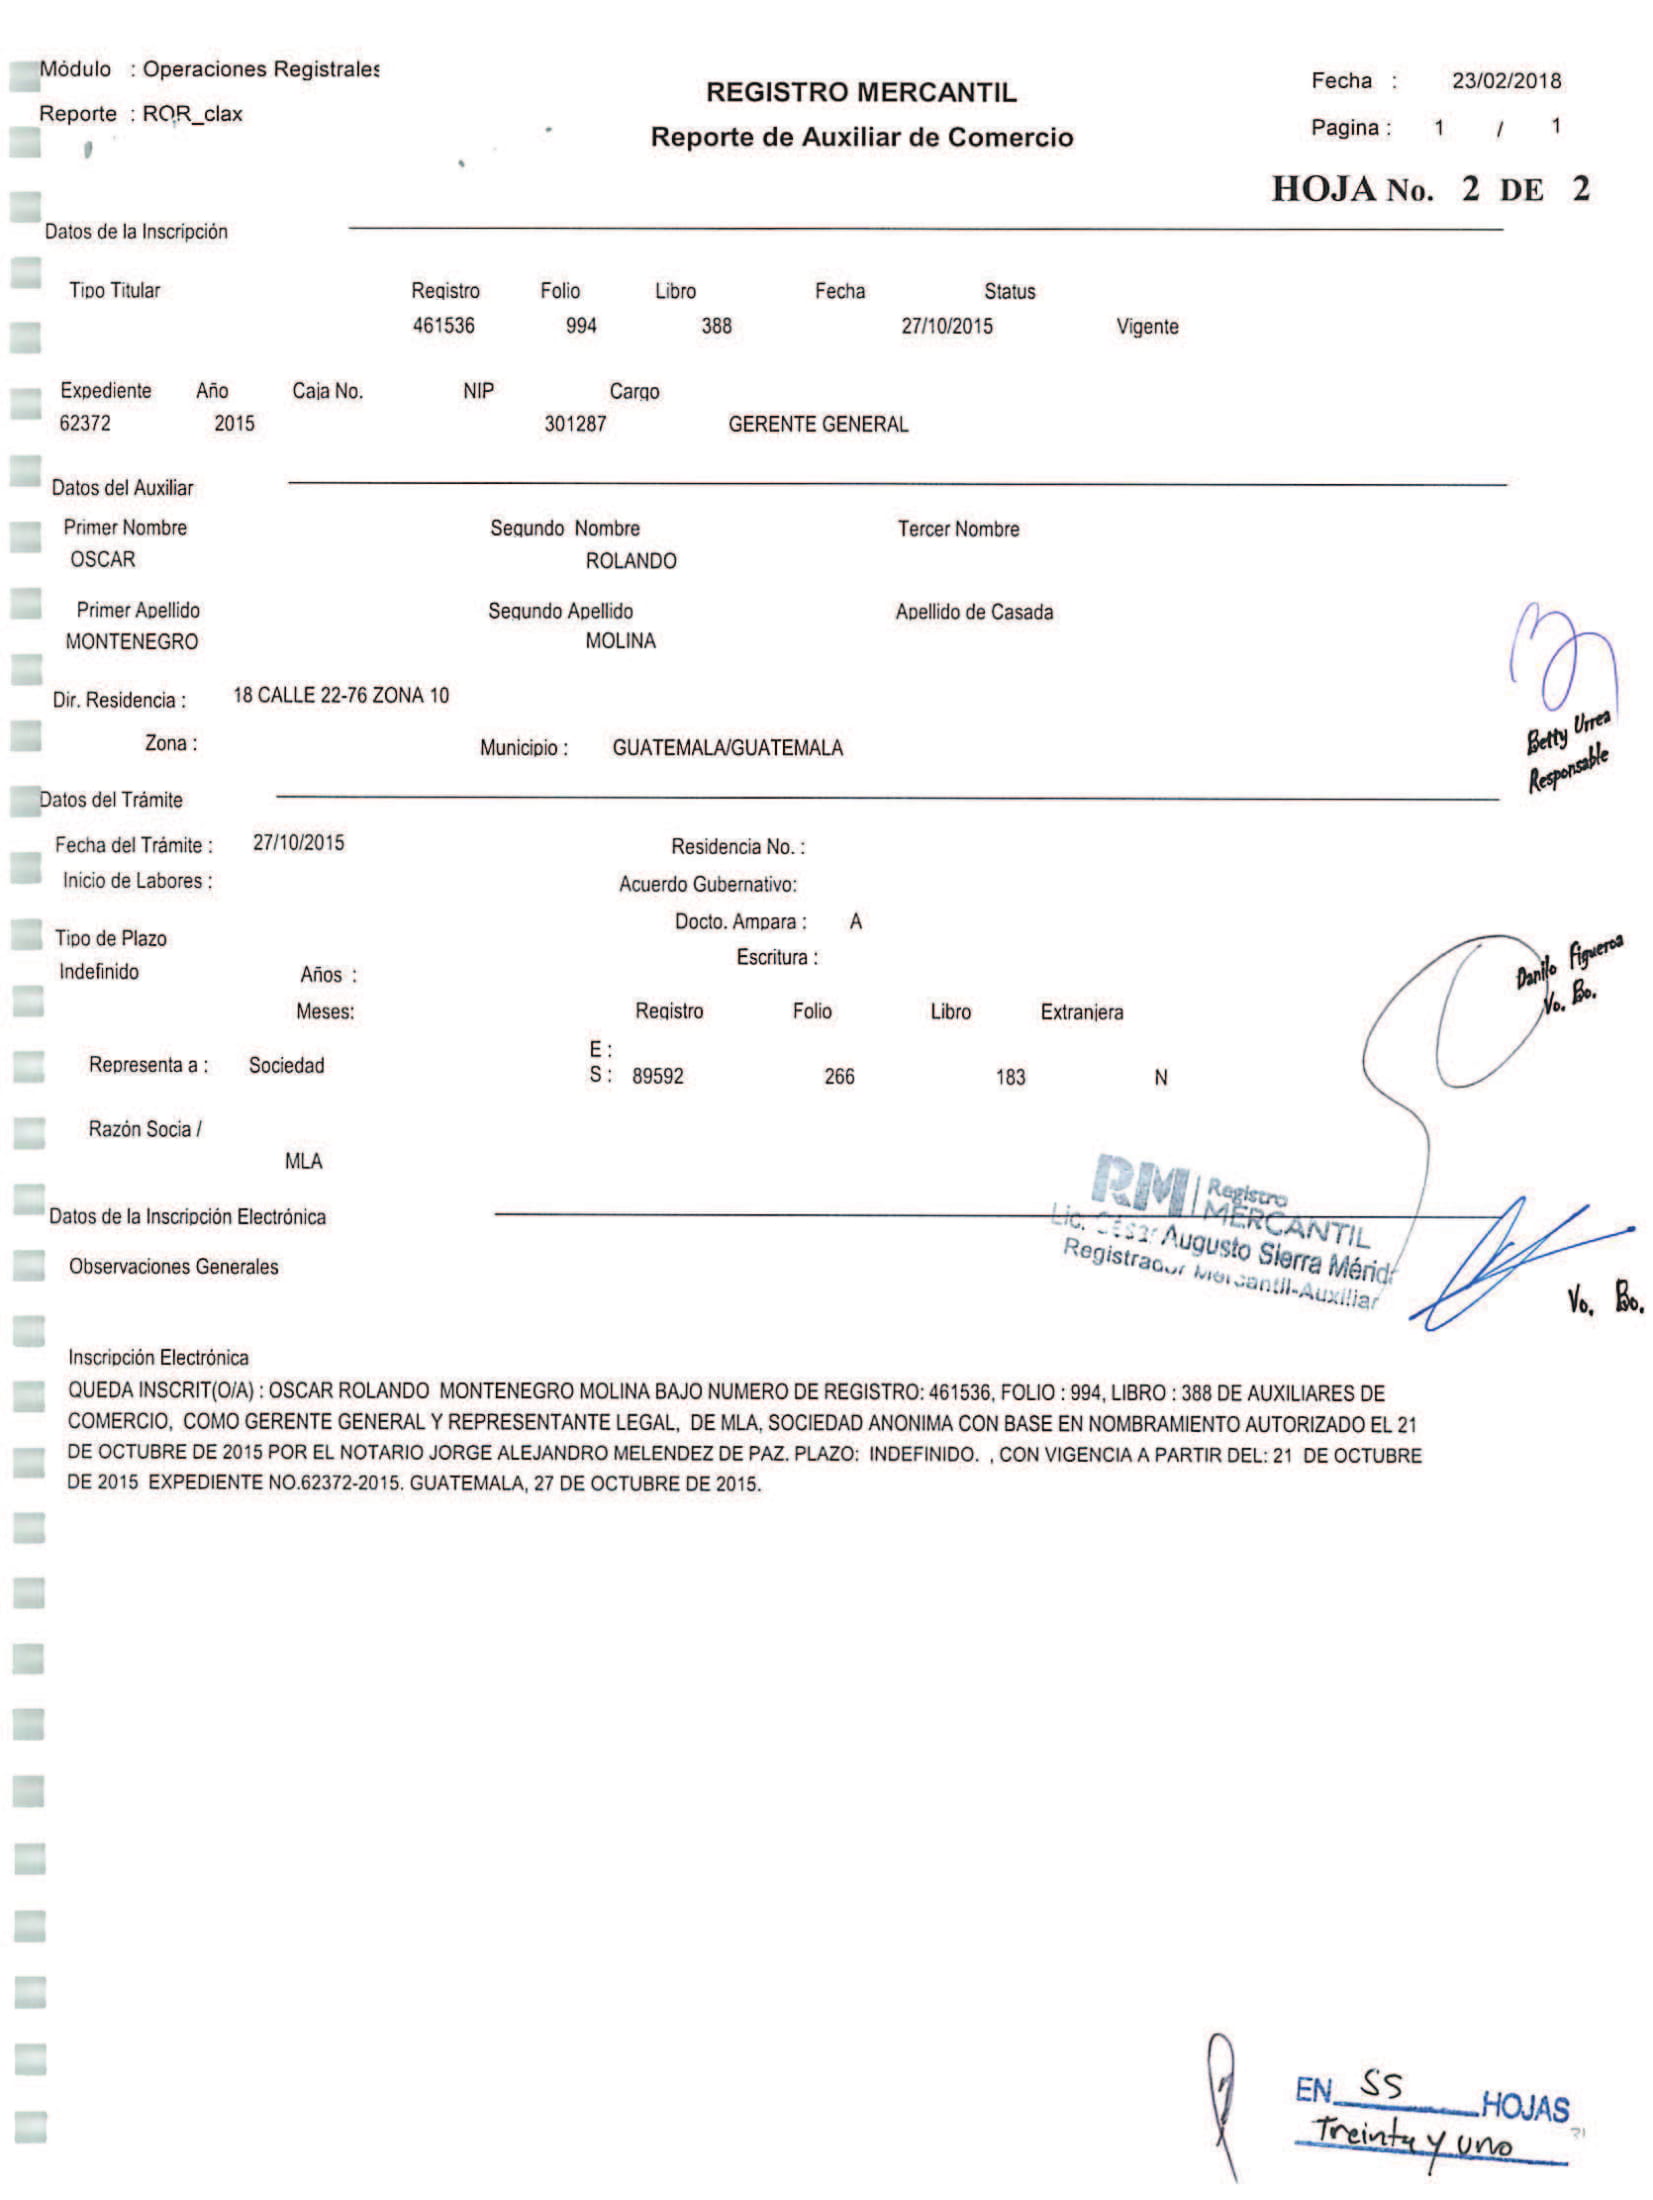 Módulo : Operaciones Registrales
Reporte : ROR_clax
REGISTRO MERCANTIL
Reporte de Auxiliar de Comercio
Fecha : 23/02/2018
Pagina : 1 / 1
HOJA No. 2 DE 2
Datos de la Inscripción
Tipo Titular Registro Folio Libro Fecha Status
461536 994 388 27/10/2015 Vigente
Expediente Año Caja No. NIP Cargo
62372 2015 301287 GERENTE GENERAL
Datos del Auxiliar
Primer Nombre Segundo Nombre Tercer Nombre
OSCAR ROLANDO
Primer Apellido Segundo Apellido Apellido de Casada
MONTENEGRO MOLINA
Dir. Residencia : 18 CALLE 22-76 ZONA 10
Zona : Municipio : GUATEMALA/GUATEMALA
Betty Urrea
Responsable
Datos del Trámite
Fecha del Trámite : 27/10/2015 Residencia No. :
Inicio de Labores : Acuerdo Gubernativo:
Docto. Ampara : A
Tipo de Plazo Escritura :
Indefinido Años :
Danilo Figueroa
Vo. Bo.
Meses: Registro Folio Libro Extranjera
E :
Representa a : Sociedad S : 89592 266 183 N
Razón Socia /
MLA
RM Registro
MERCANTIL
Lic. César Augusto Sierra Mérida
Registrador Mercantil-Auxiliar
Datos de la Inscripción Electrónica
Observaciones Generales
Vo. Bo.
Inscripción Electrónica
QUEDA INSCRIT(O/A) : OSCAR ROLANDO MONTENEGRO MOLINA BAJO NUMERO DE REGISTRO: 461536, FOLIO : 994, LIBRO : 388 DE AUXILIARES DE
COMERCIO, COMO GERENTE GENERAL Y REPRESENTANTE LEGAL, DE MLA, SOCIEDAD ANONIMA CON BASE EN NOMBRAMIENTO AUTORIZADO EL 21
DE OCTUBRE DE 2015 POR EL NOTARIO JORGE ALEJANDRO MELENDEZ DE PAZ. PLAZO: INDEFINIDO. , CON VIGENCIA A PARTIR DEL: 21 DE OCTUBRE
DE 2015 EXPEDIENTE NO.62372-2015. GUATEMALA, 27 DE OCTUBRE DE 2015.
EN SS HOJAS
Treinta y uno
31